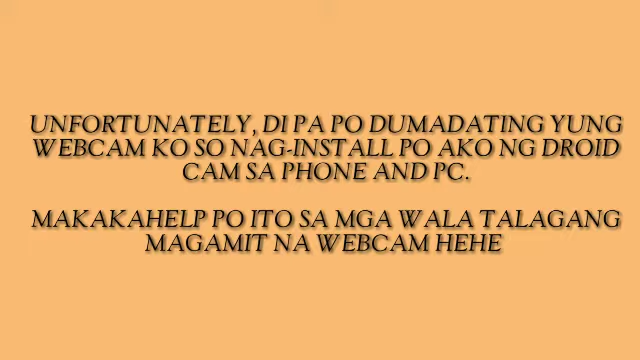 UNFORTUNATELY, DI PA PO DUMADATING YUNG
WEBCAM KO SO NAG-INSTALL PO AKO NG DROID
CAM SA PHONE AND PC.
MAKAKAHELP PO ITO SA MGA WALA TALAGANG
MAGAMIT NA WEBCAM HEHE